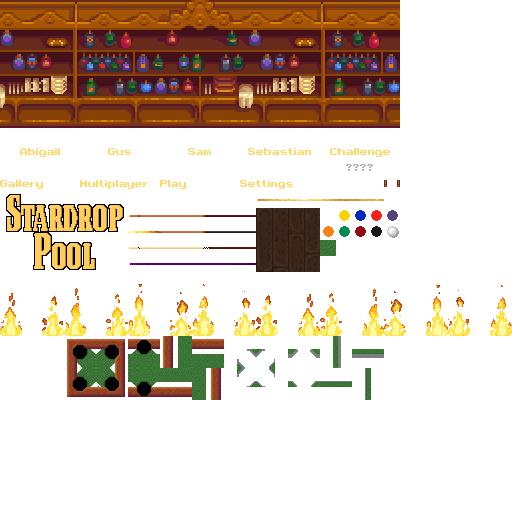 Abigail Gus Sam Sebastian Challenge
????
Gallery Multiplayer Play Settings
STARDROP
POOL